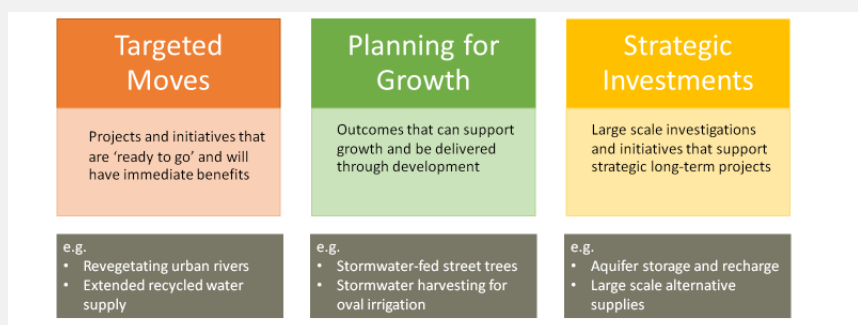 Targeted
Moves
Projects and initiatives that
are ‘ready to go’ and will
have immediate benefits
e.g.
• Revegetating urban rivers
• Extended recycled water
supply
Planning for
Growth
Outcomes that can support
growth and be delivered
through development
e.g.
• Stormwater-fed street trees
• Stormwater harvesting for
oval irrigation
Strategic
Investments
Large scale investigations
and initiatives that support
strategic long-term projects
e.g.
• Aquifer storage and recharge
• Large scale alternative
supplies